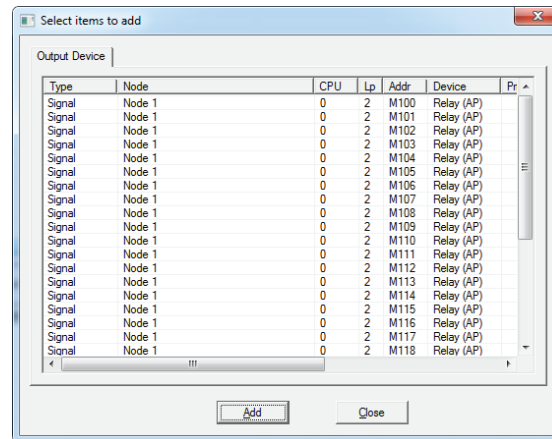 Select items to add
Output Device
Type Node CPU Lp Addr Device Pr
Signal Node 1 0 2 M100 Relay (AP)
Signal Node 1 0 2 M101 Relay (AP)
Signal Node 1 0 2 M102 Relay (AP)
Signal Node 1 0 2 M103 Relay (AP)
Signal Node 1 0 2 M104 Relay (AP)
Signal Node 1 0 2 M105 Relay (AP)
Signal Node 1 0 2 M106 Relay (AP)
Signal Node 1 0 2 M107 Relay (AP)
Signal Node 1 0 2 M108 Relay (AP)
Signal Node 1 0 2 M109 Relay (AP)
Signal Node 1 0 2 M110 Relay (AP)
Signal Node 1 0 2 M111 Relay (AP)
Signal Node 1 0 2 M112 Relay (AP)
Signal Node 1 0 2 M113 Relay (AP)
Signal Node 1 0 2 M114 Relay (AP)
Signal Node 1 0 2 M115 Relay (AP)
Signal Node 1 0 2 M116 Relay (AP)
Signal Node 1 0 2 M117 Relay (AP)
Signal Node 1 0 2 M118 Relay (AP)
Add Close